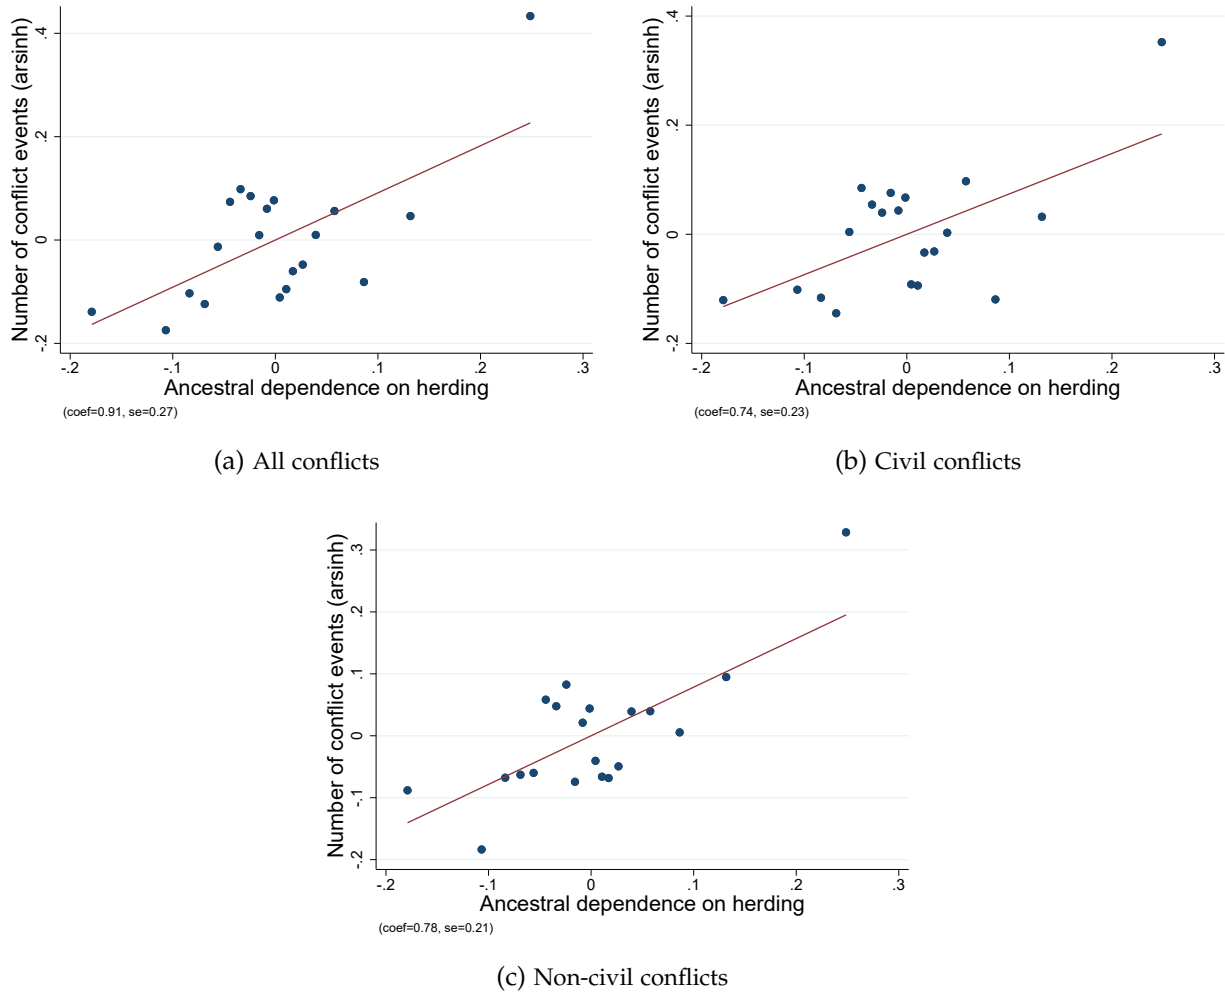 Number of conflict events (arsinh)
.4
.2
0
-.2
-.2 -.1 0 .1 .2 .3
Ancestral dependence on herding
(coef=0.91, se=0.27)
(a) All conflicts
Number of conflict events (arsinh)
.4
.2
0
-.2
-.2 -.1 0 .1 .2 .3
Ancestral dependence on herding
(coef=0.74, se=0.23)
(b) Civil conflicts
Number of conflict events (arsinh)
.3
.2
.1
0
-.1
-.2
-.2 -.1 0 .1 .2 .3
Ancestral dependence on herding
(coef=0.78, se=0.21)
(c) Non-civil conflicts